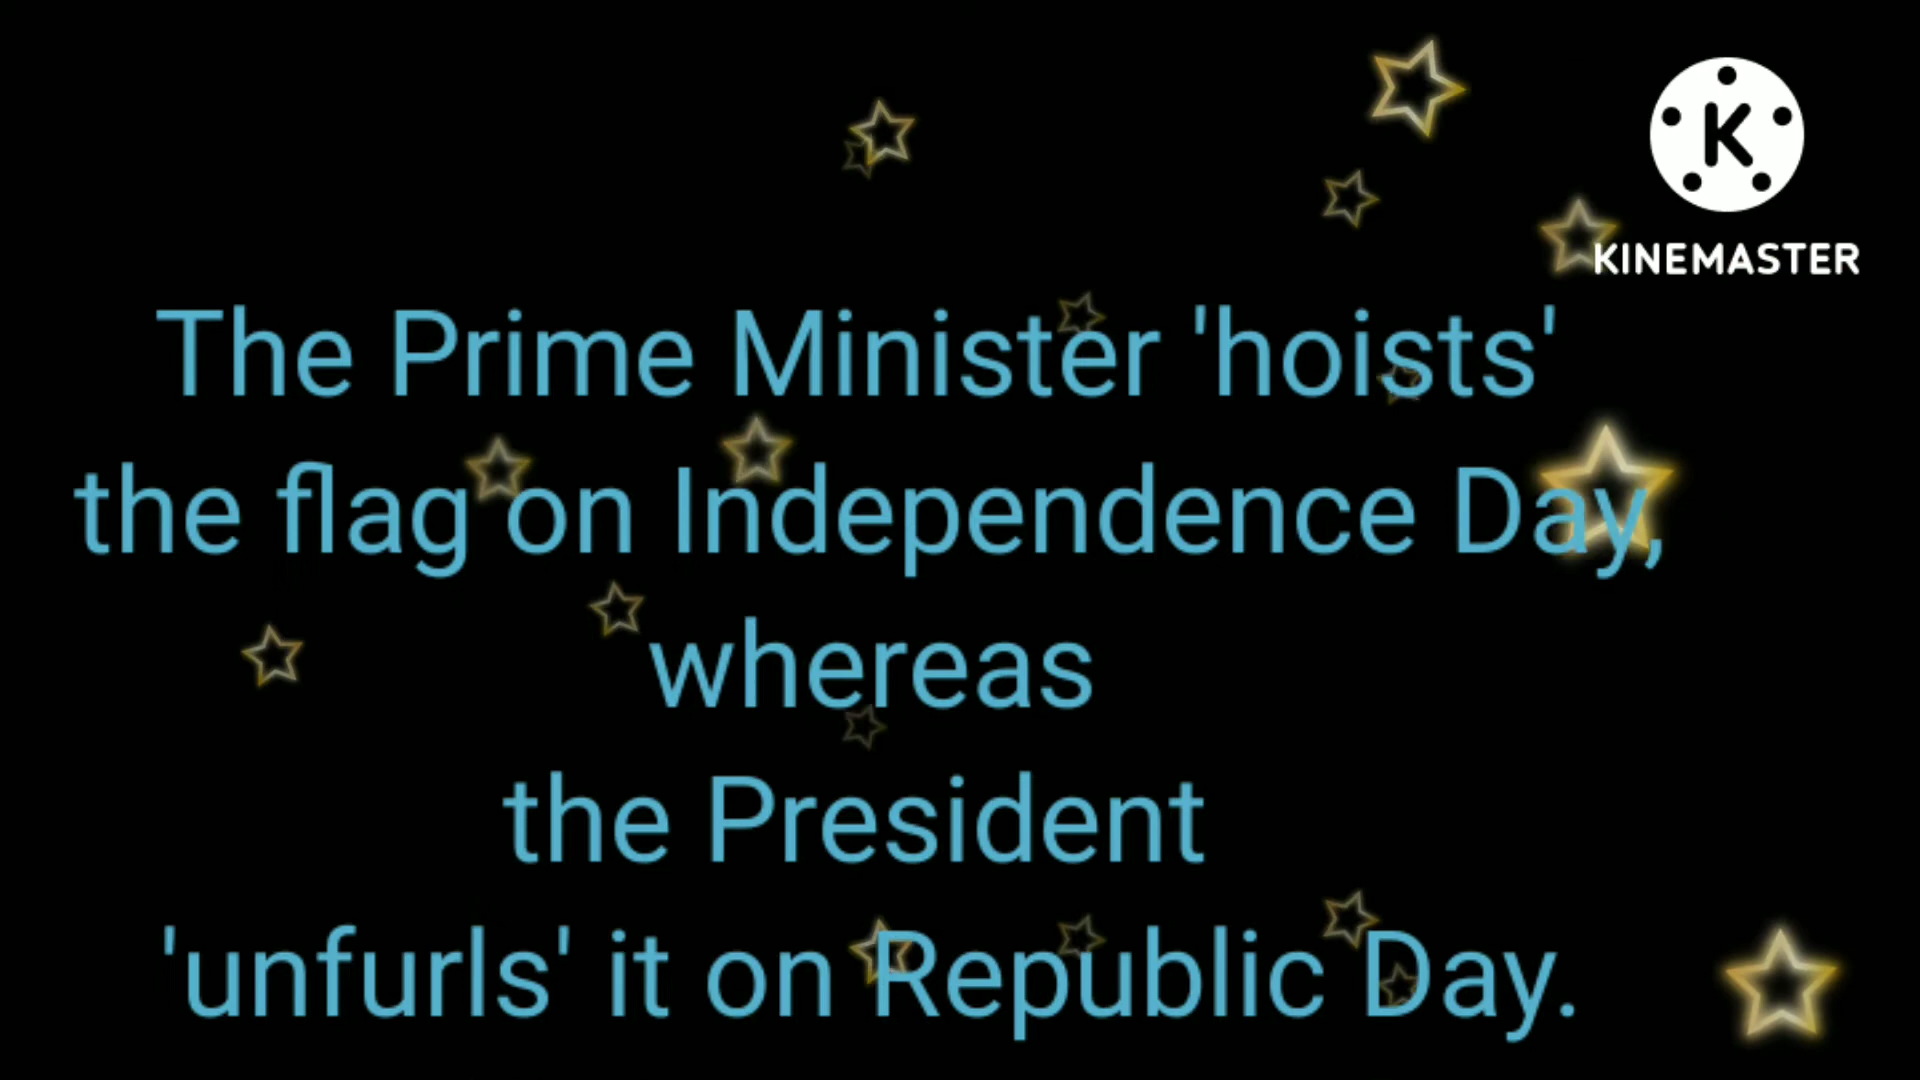 KINEMASTER
The Prime Minister 'hoists'
the flag on Independence Day,
whereas
the President
'unfurls' it on Republic Day.